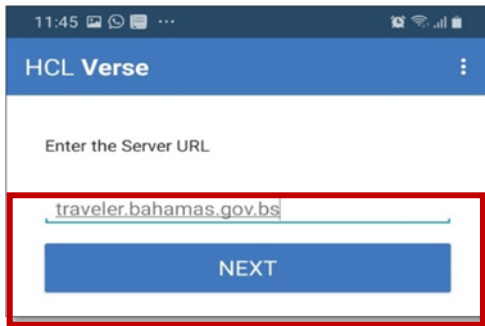 11:45 ...
HCL Verse
Enter the Server URL
traveler.bahamas.gov.bs
NEXT